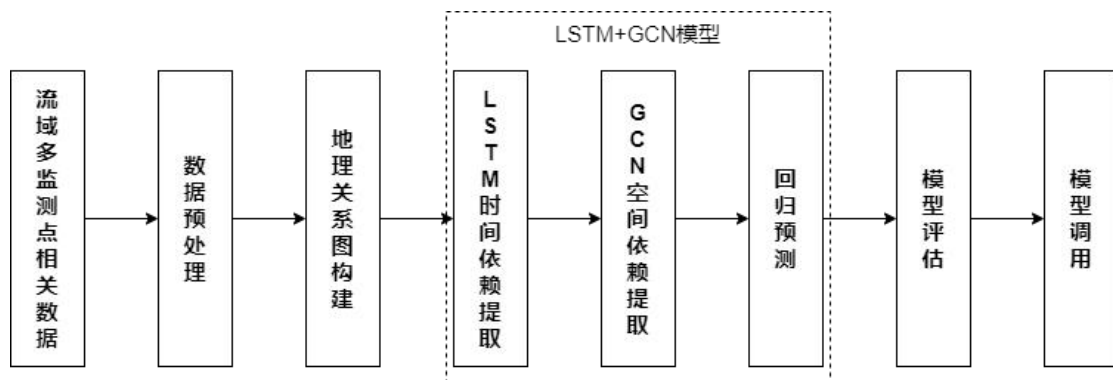 LSTM+GCN模型
流域多监测点相关数据
数据预处理
地理关系图构建
LSTM时间依赖提取
GCN空间依赖提取
回归预测
模型评估
模型调用